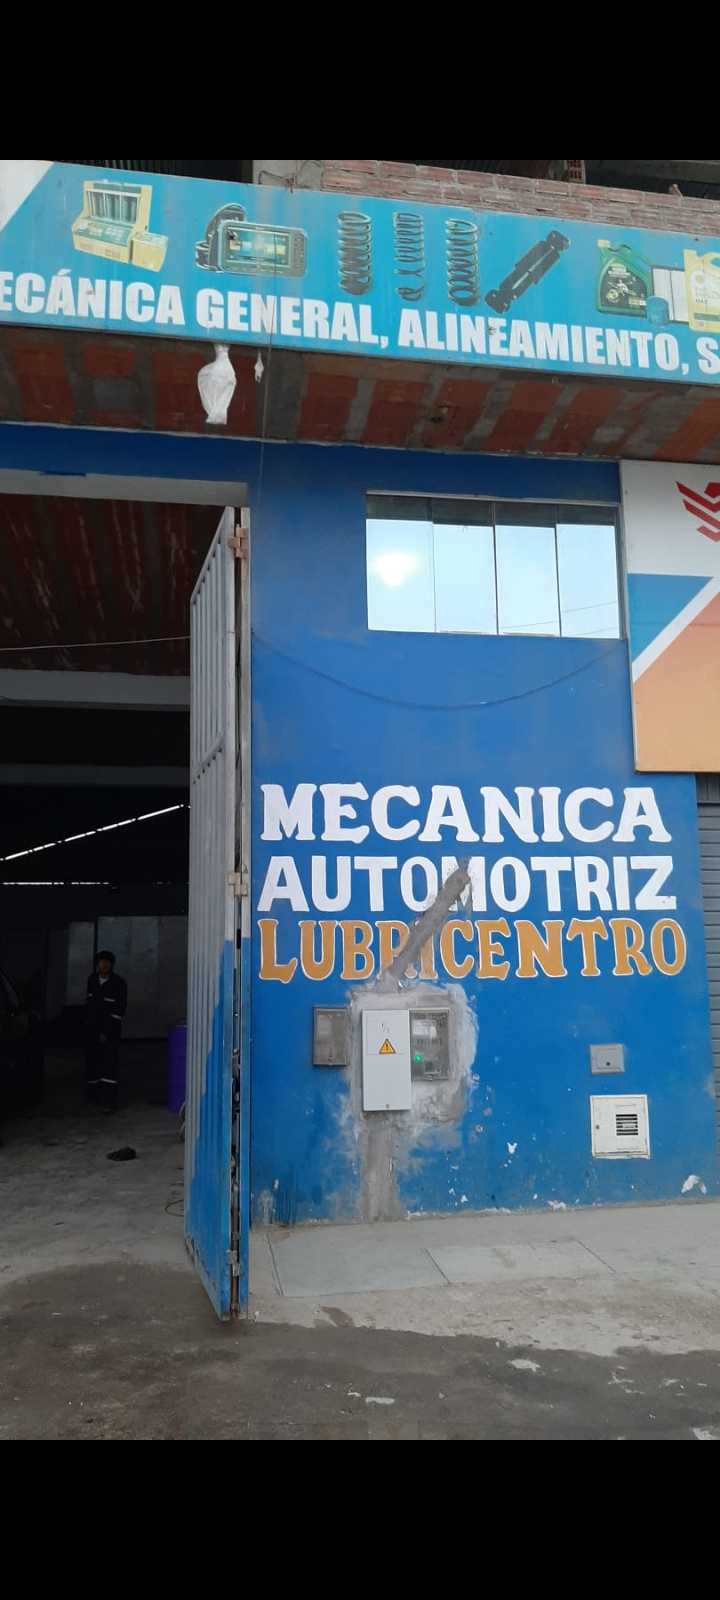 ECÁNICA GENERAL, ALINEAMIENTO, S
MECANICA
AUTOMOTRIZ
LUBRICENTRO